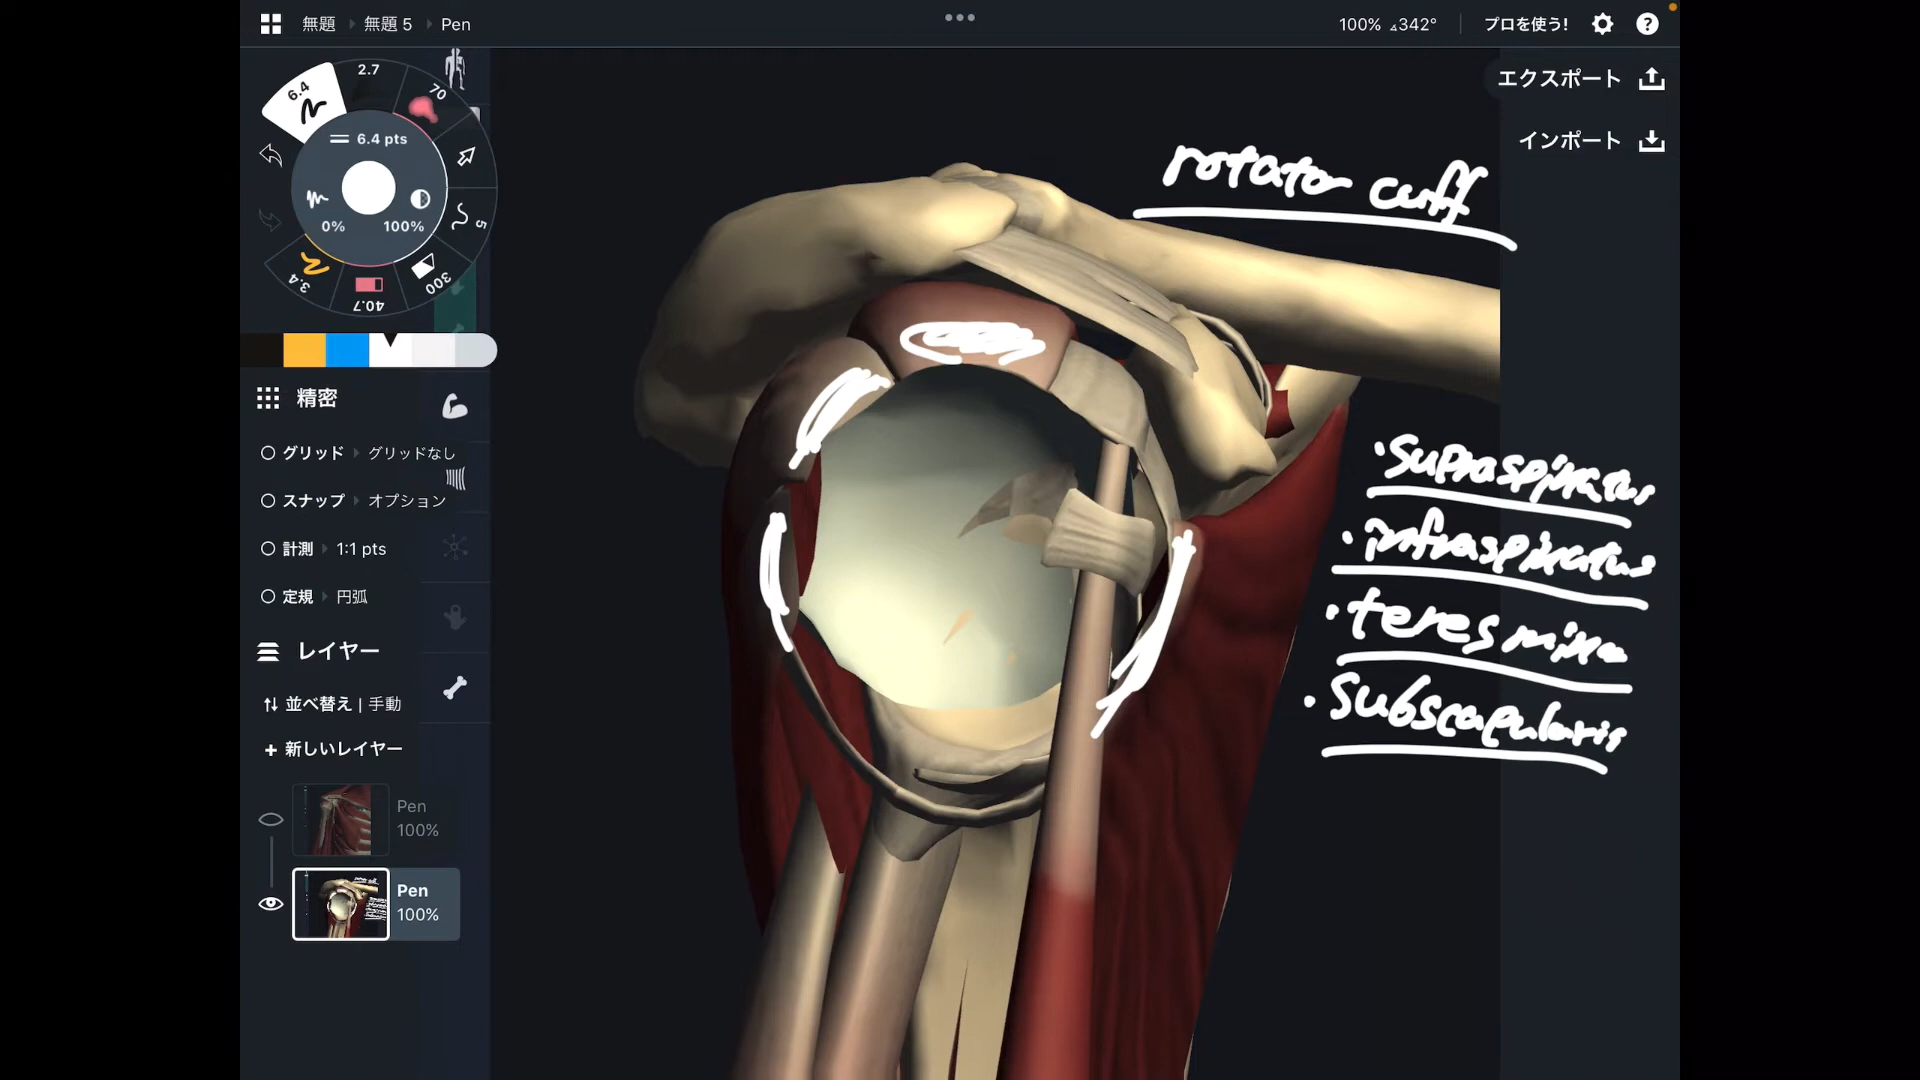 無題 無題 5 Pen
100% ⊿342° プロを使う!
エクスポート
インポート
2.7
6.4
70
6.4 pts
0% 100%
5
3.4
40.7
300
精密
グリッド グリッドなし
スナップ オプション
計測 1:1 pts
定規 円弧
レイヤー
並べ替え | 手動
+ 新しいレイヤー
Pen
100%
Pen
100%
rotator cuff
・Supraspinatus
・infraspinatus
・teres minor
・Subscapularis